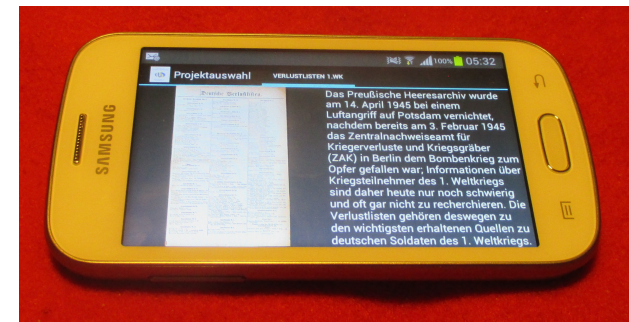 100% 05:32
Projektauswahl VERLUSTLISTEN 1.WK
SAMSUNG
Das Preußische Heeresarchiv wurde
am 14. April 1945 bei einem
Luftangriff auf Potsdam vernichtet,
nachdem bereits am 3. Februar 1945
das Zentralnachweiseamt für
Kriegerverluste und Kriegsgräber
(ZAK) in Berlin dem Bombenkrieg zum
Opfer gefallen war; Informationen über
Kriegsteilnehmer des 1. Weltkriegs
sind daher heute nur noch schwierig
und oft gar nicht zu recherchieren. Die
Verlustlisten gehören deswegen zu
den wichtigsten erhaltenen Quellen zu
deutschen Soldaten des 1. Weltkriegs.